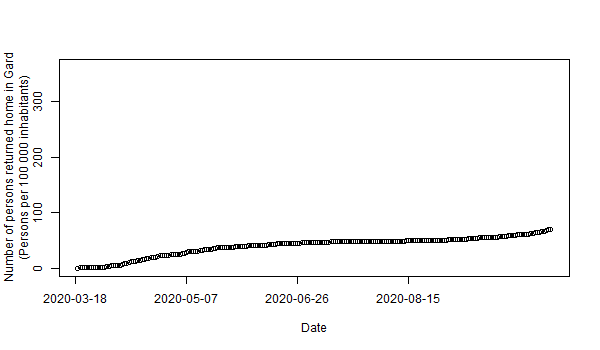 Number of persons returned home in Gard
(Persons per 100 000 inhabitants)
300
200
100
0
2020-03-18 2020-05-07 2020-06-26 2020-08-15
Date